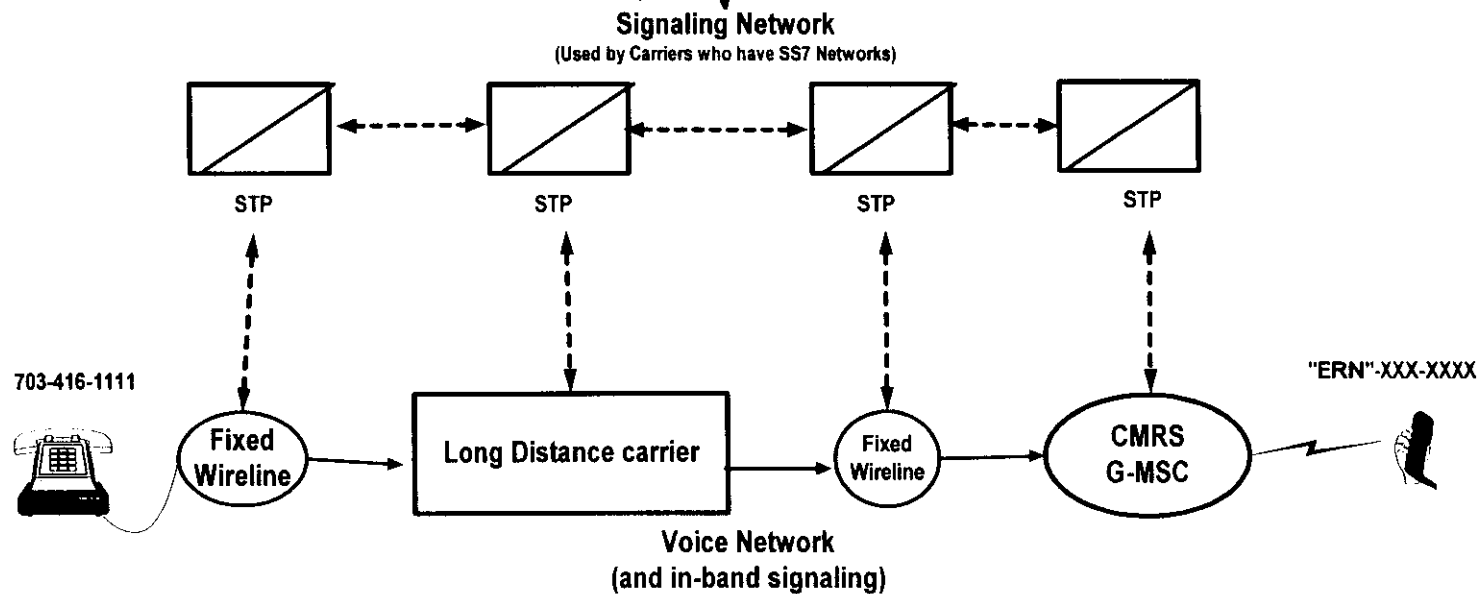 Signaling Network
(Used by Carriers who have SS7 Networks)
STP STP STP STP
703-416-1111
"ERN"-XXX-XXXX
Fixed
Wireline
Long Distance carrier
Fixed
Wireline
CMRS
G-MSC
Voice Network
(and in-band signaling)